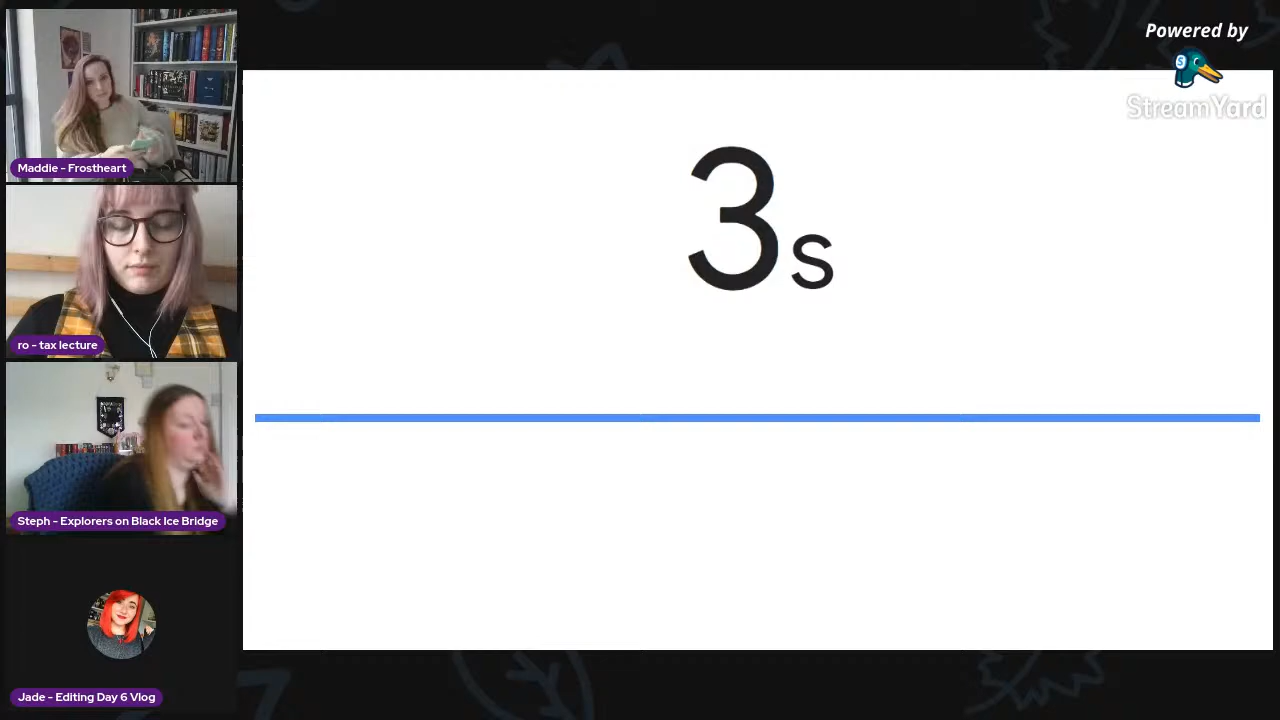 Powered by
StreamYard
Maddie - Frostheart
ro - tax lecture
Steph - Explorers on Black Ice Bridge
Jade - Editing Day 6 Vlog
3s